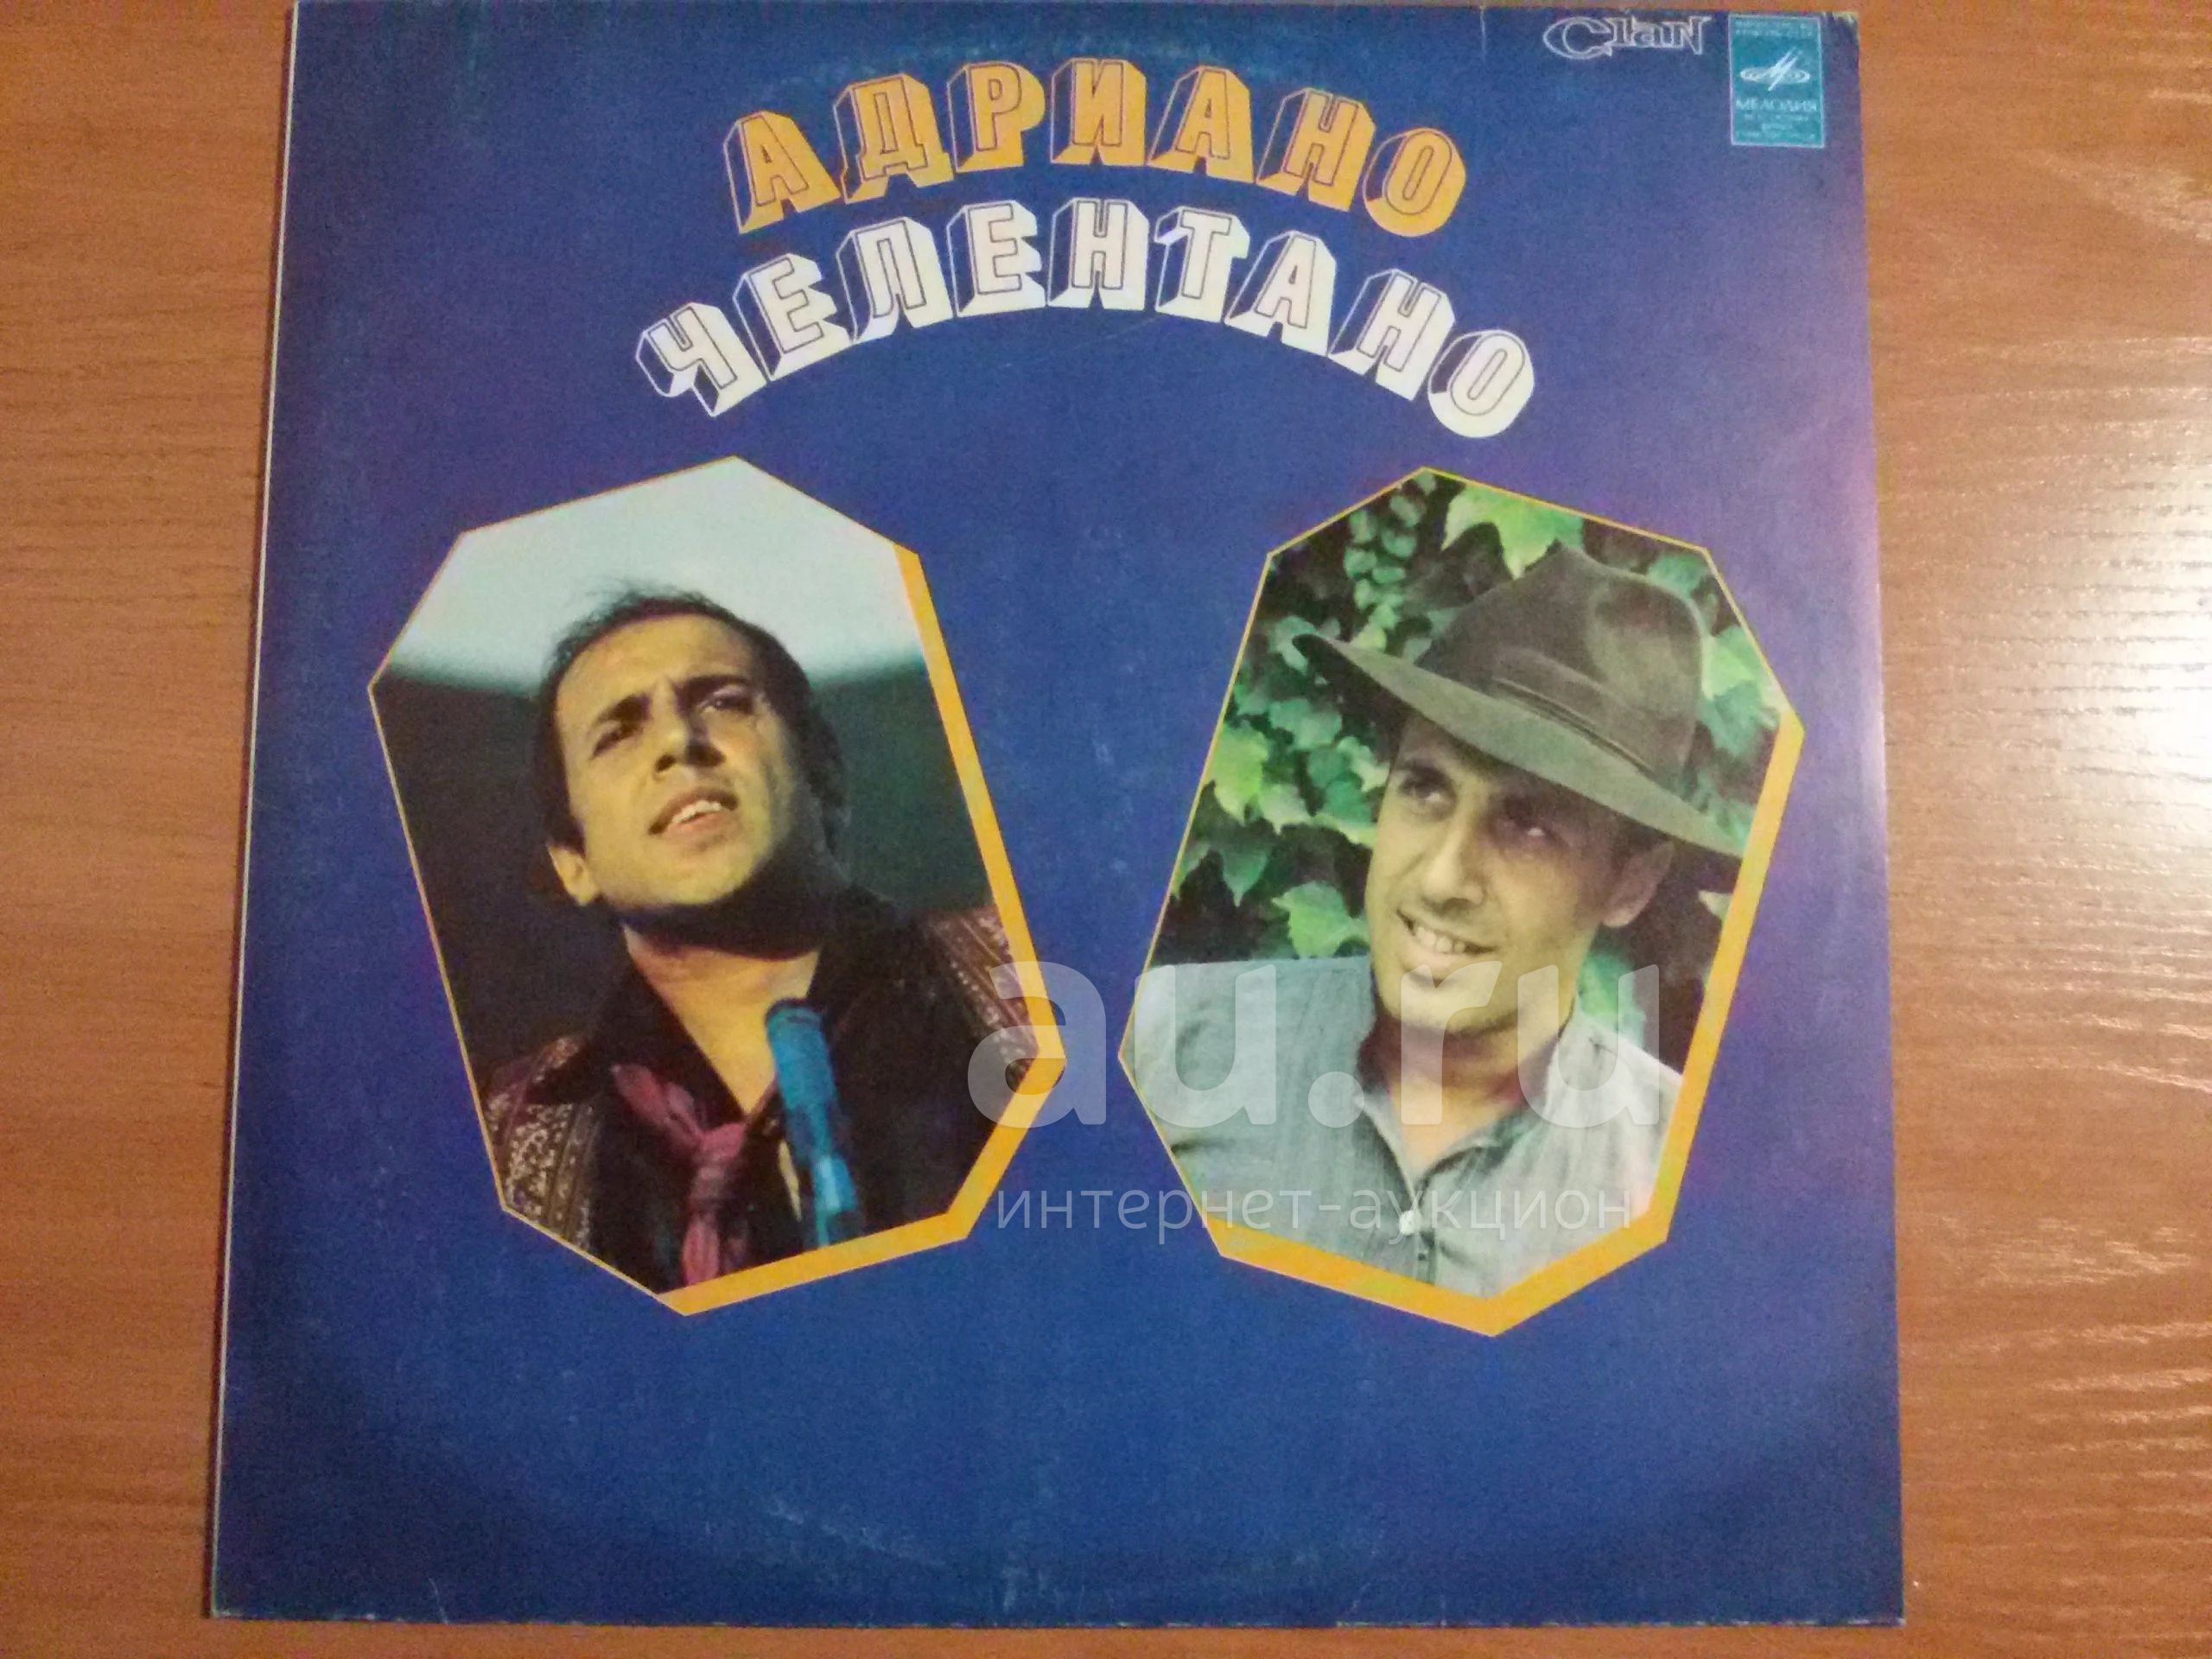 Clan
МЕЛОДИЯ
АДРИАНО
ЧЕЛЕНТАНО
au.ru
интернет-аукцион